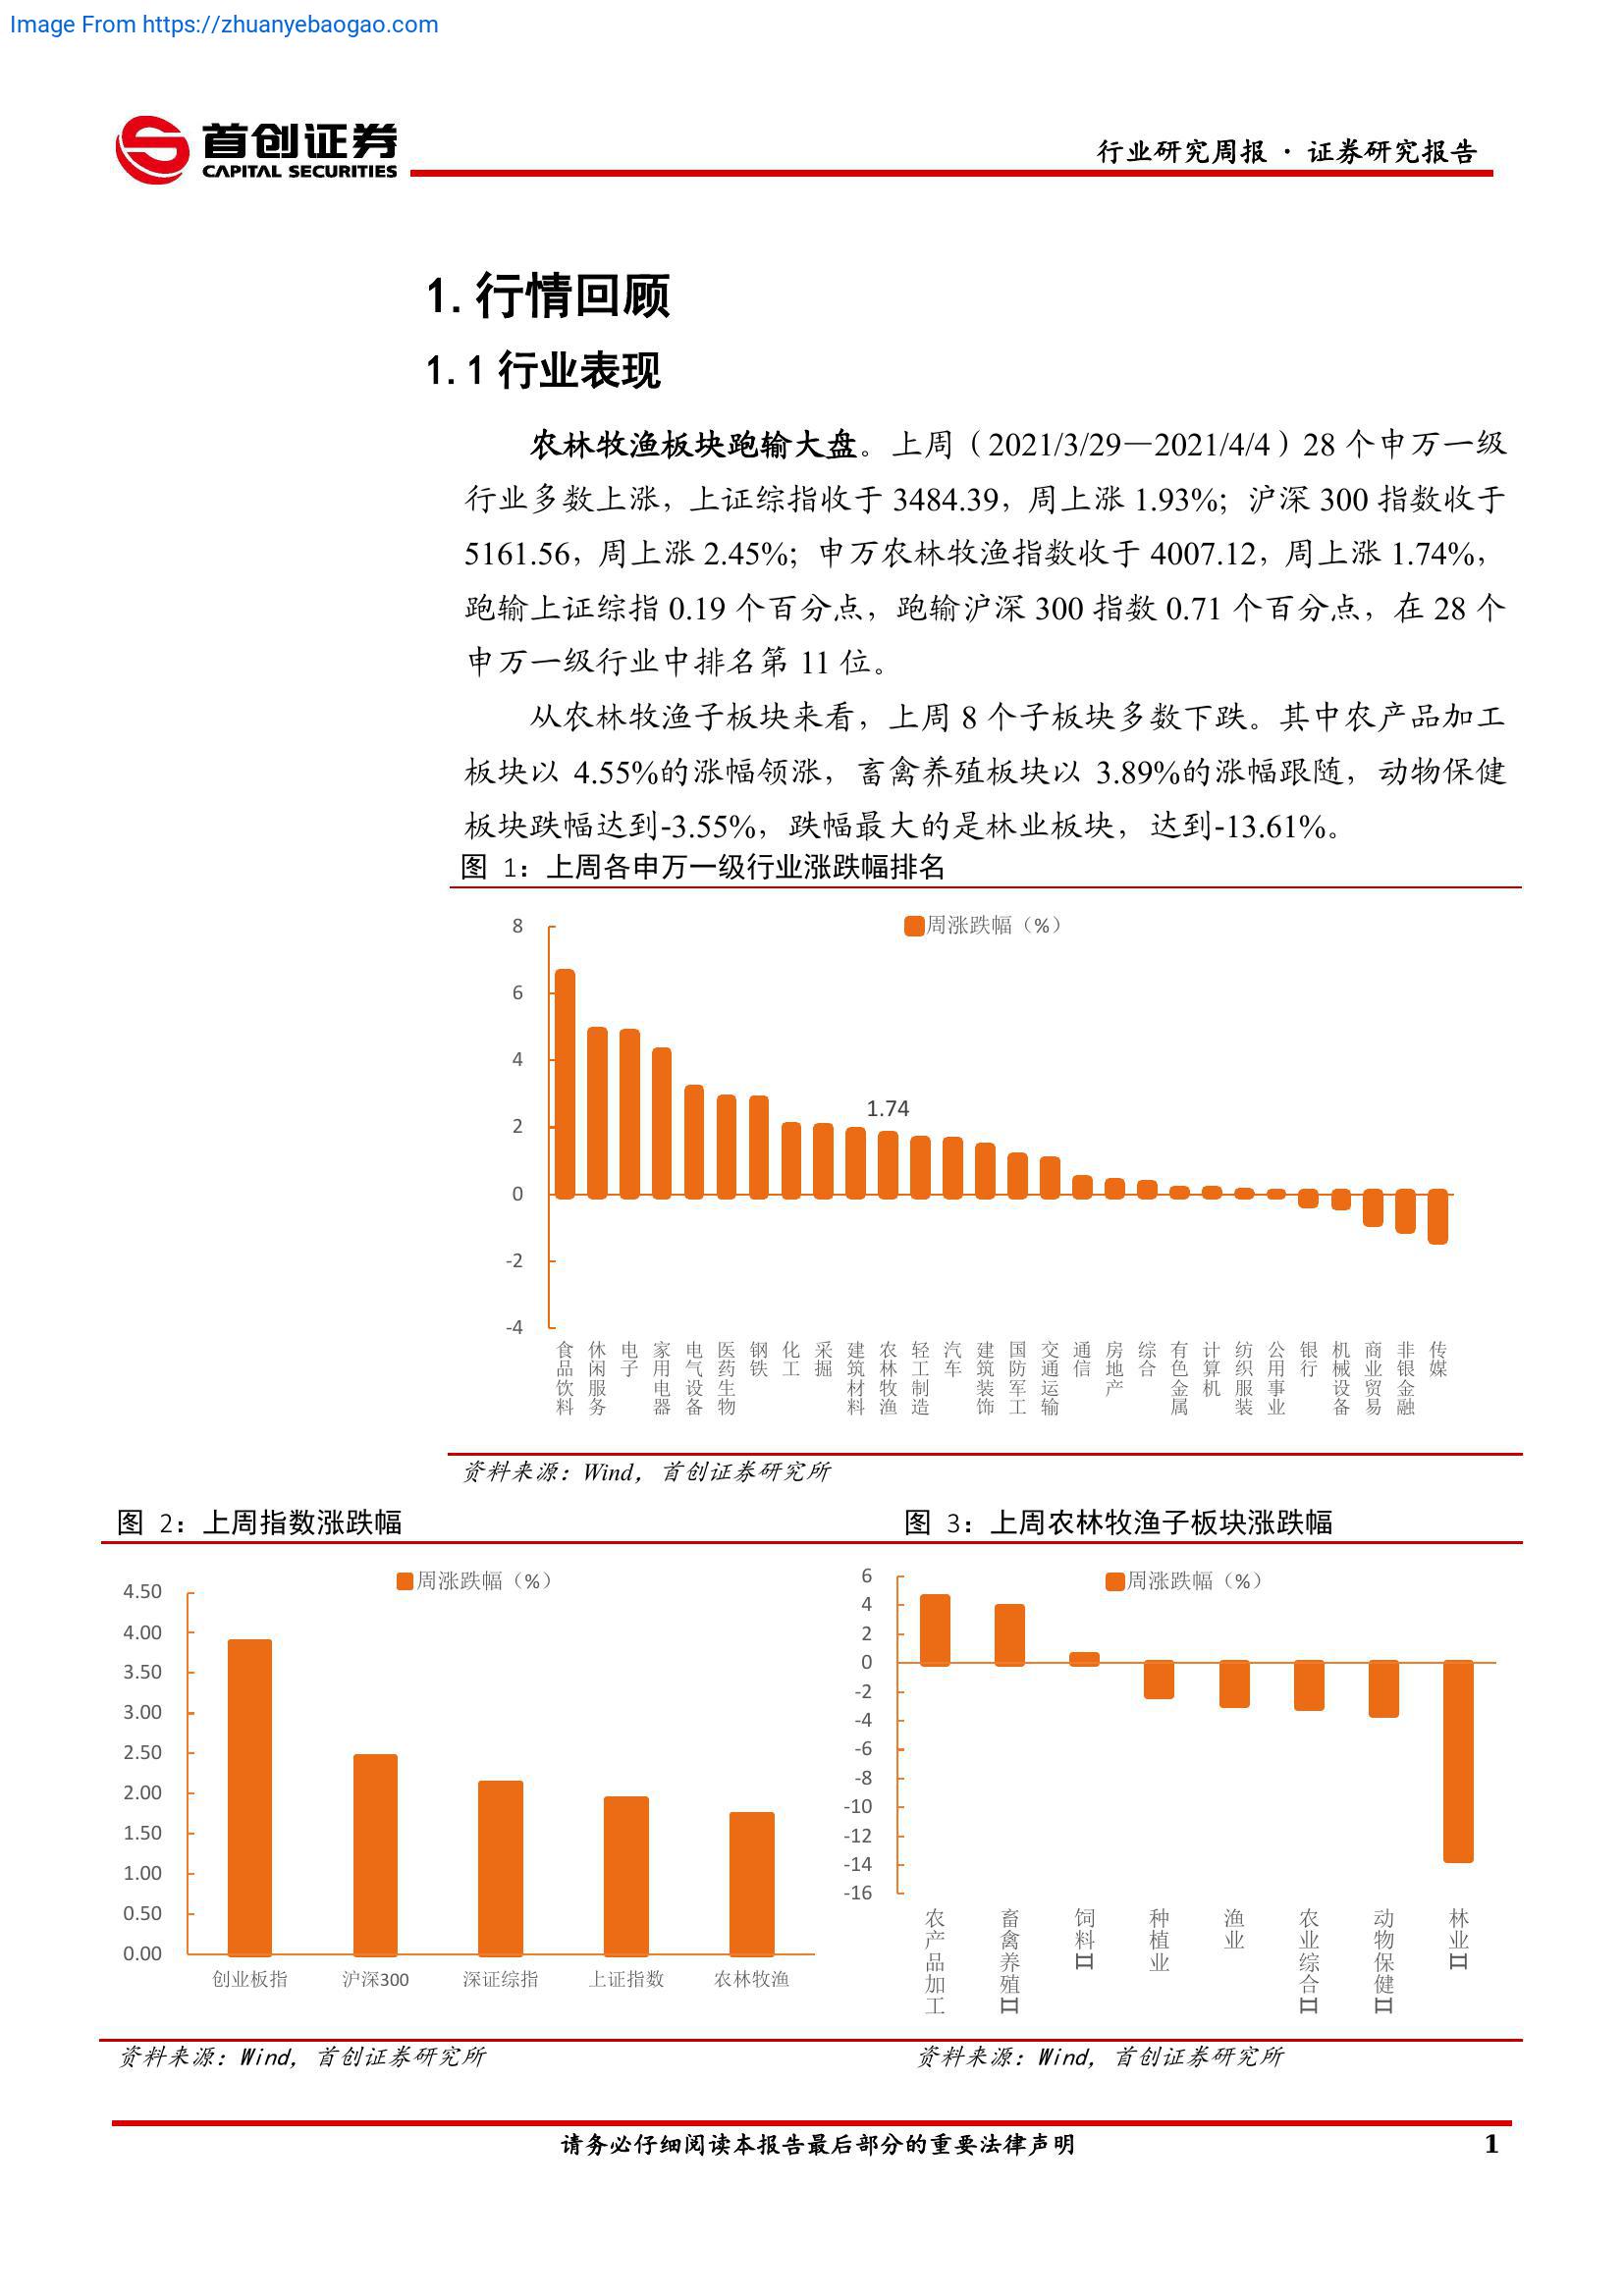 Image From https://zhuanyebaogao.com
首创证券
CAPITAL SECURITIES
行业研究周报 · 证券研究报告
1.行情回顾
1.1 行业表现
农林牧渔板块跑输大盘。上周（2021/3/29—2021/4/4）28 个申万一级
行业多数上涨，上证综指收于 3484.39，周上涨 1.93%；沪深 300 指数收于
5161.56，周上涨 2.45%；申万农林牧渔指数收于 4007.12，周上涨 1.74%，
跑输上证综指 0.19 个百分点，跑输沪深 300 指数 0.71 个百分点，在 28 个
申万一级行业中排名第 11 位。
从农林牧渔子板块来看，上周 8 个子板块多数下跌。其中农产品加工
板块以 4.55%的涨幅领涨，畜禽养殖板块以 3.89%的涨幅跟随，动物保健
板块跌幅达到-3.55%，跌幅最大的是林业板块，达到-13.61%。
图 1：上周各申万一级行业涨跌幅排名
周涨跌幅（%）
8
6
4
2
0
-2
-4
1.74
食品饮料
休闲服务
电子
家用电器
电气设备
医药生物
钢铁
化工
采掘
建筑材料
农林牧渔
轻工制造
汽车
建筑装饰
国防军工
交通运输
通信
房地产
综合
有色金属
计算机
纺织服装
公用事业
银行
机械设备
商业贸易
非银金融
传媒
资料来源：Wind，首创证券研究所
图 2：上周指数涨跌幅
周涨跌幅（%）
4.50
4.00
3.50
3.00
2.50
2.00
1.50
1.00
0.50
0.00
创业板指
沪深300
深证综指
上证指数
农林牧渔
资料来源：Wind，首创证券研究所
图 3：上周农林牧渔子板块涨跌幅
周涨跌幅（%）
6
4
2
0
-2
-4
-6
-8
-10
-12
-14
-16
农产品加工
畜禽养殖Ⅱ
饲料Ⅱ
种植业
渔业
农业综合Ⅱ
动物保健Ⅱ
林业Ⅱ
资料来源：Wind，首创证券研究所
请务必仔细阅读本报告最后部分的重要法律声明
1